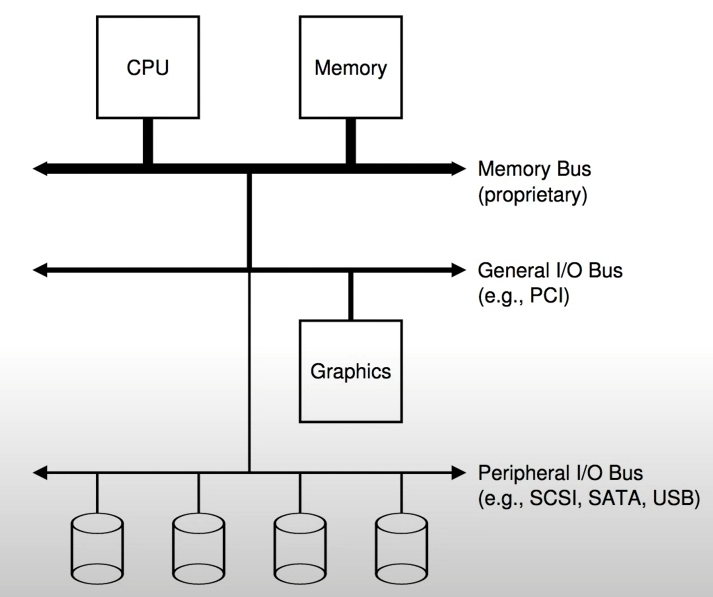 CPU
Memory
Memory Bus
(proprietary)
General I/O Bus
(e.g., PCI)
Graphics
Peripheral I/O Bus
(e.g., SCSI, SATA, USB)